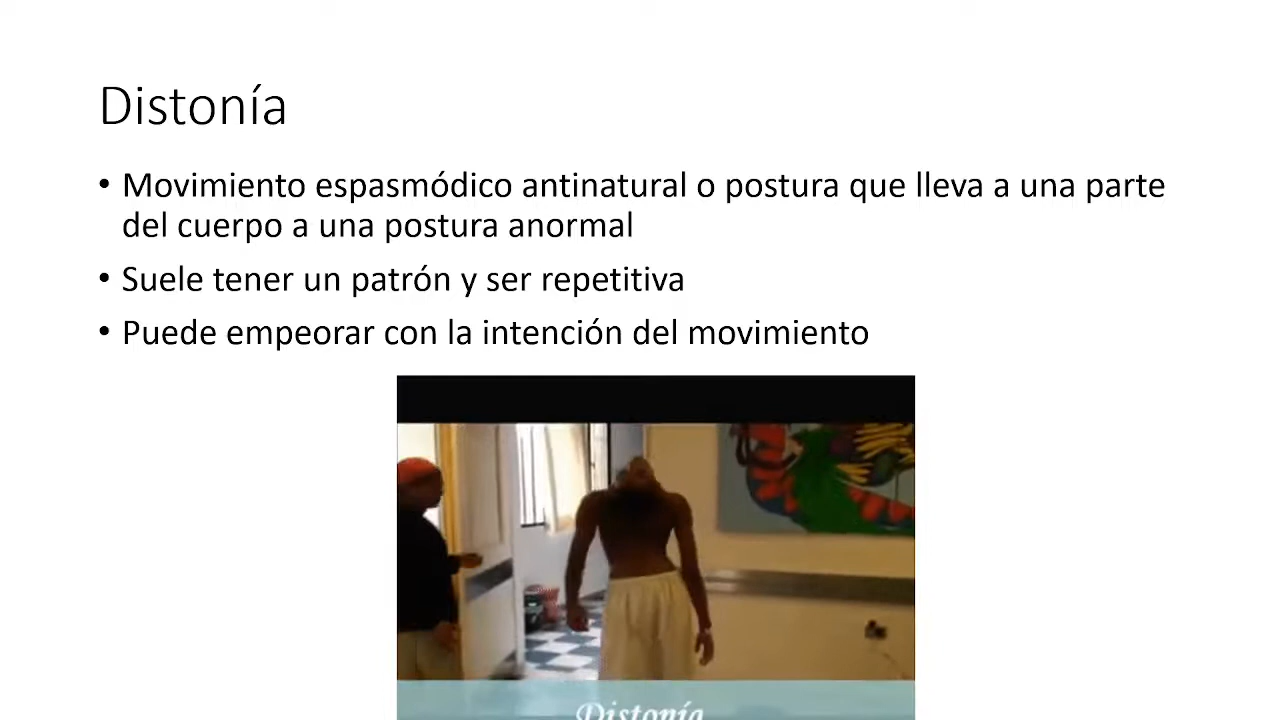 Distonía
• Movimiento espasmódico antinatural o postura que lleva a una parte
del cuerpo a una postura anormal
• Suele tener un patrón y ser repetitiva
• Puede empeorar con la intención del movimiento
Distonía